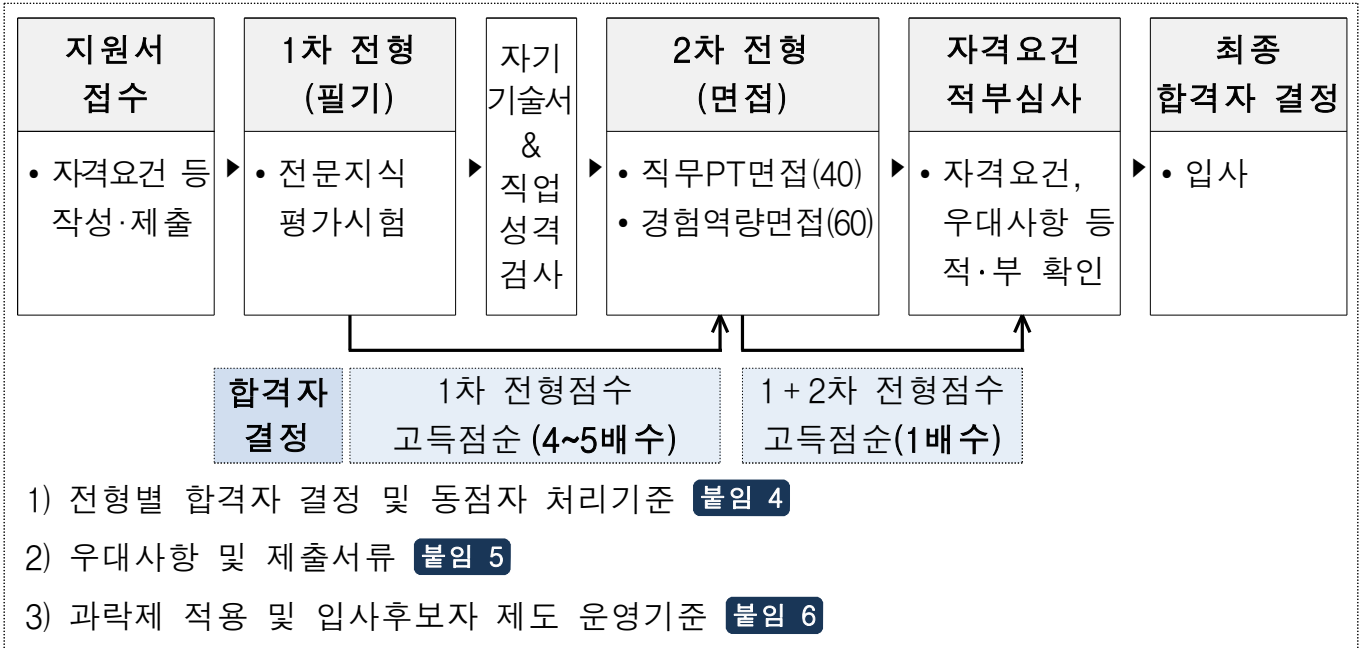 지원서
접수
• 자격요건 등
작성·제출
1차 전형
(필기)
• 전문지식
평가시험
자기
기술서
&
직업
성격
검사
2차 전형
(면접)
• 직무PT면접(40)
• 경험역량면접(60)
자격요건
적부심사
• 자격요건,
우대사항 등
적·부 확인
최종
합격자 결정
• 입사
합격자
결정
1차 전형점수
고득점순 (4~5배수)
1+2차 전형점수
고득점순(1배수)
1) 전형별 합격자 결정 및 동점자 처리기준 붙임 4
2) 우대사항 및 제출서류 붙임 5
3) 과락제 적용 및 입사후보자 제도 운영기준 붙임 6